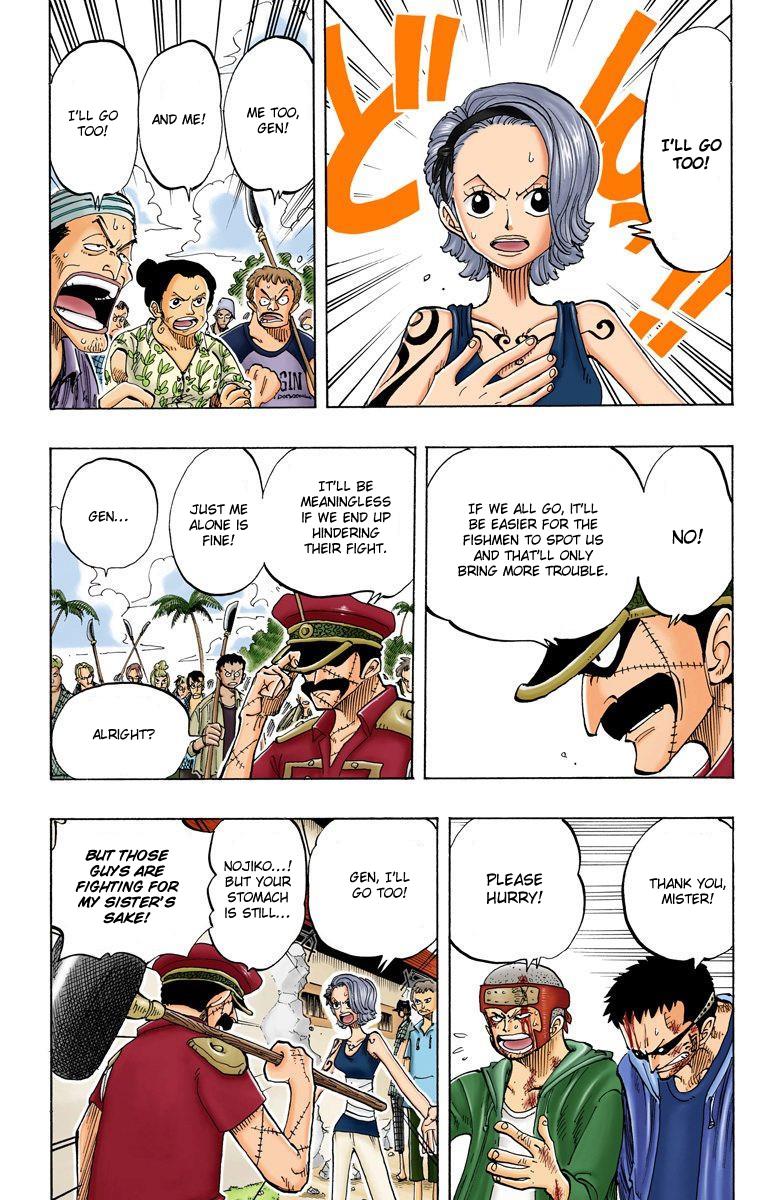 I'LL GO
TOO!
どん!!
ME TOO,
GEN!
AND ME!
I'LL GO
TOO!
GIN
NO!
IF WE ALL GO, IT'LL
BE EASIER FOR THE
FISHMEN TO SPOT US
AND THAT'LL ONLY
BRING MORE TROUBLE.
IT'LL BE
MEANINGLESS
IF WE END UP
HINDERING
THEIR FIGHT.
JUST ME
ALONE IS
FINE!
GEN...
ALRIGHT?
THANK YOU,
MISTER!
PLEASE
HURRY!
GEN, I'LL
GO TOO!
NOJIKO...!
BUT YOUR
STOMACH
IS STILL...
BUT THOSE
GUYS ARE
FIGHTING FOR
MY SISTER'S
SAKE!